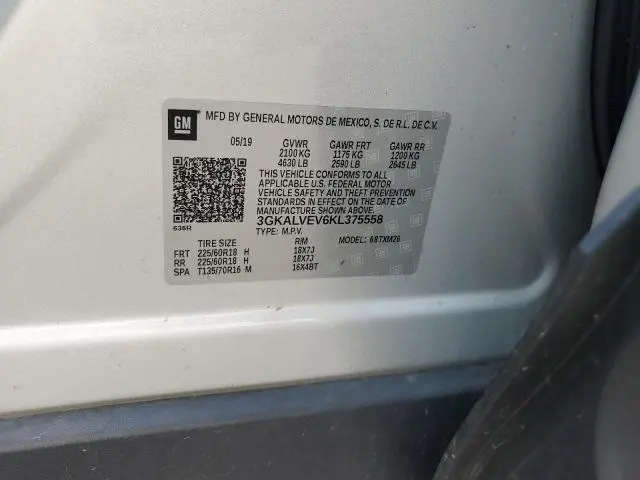 GM
MFD BY GENERAL MOTORS DE MEXICO, S. DE R.L. DE C.V.
05/19 GVWR GAWR FRT GAWR RR
2100 KG 1175 KG 1200 KG
4630 LB 2590 LB 2645 LB
THIS VEHICLE CONFORMS TO ALL
APPLICABLE U.S. FEDERAL MOTOR
VEHICLE SAFETY AND THEFT PREVENTION
STANDARDS IN EFFECT ON THE DATE OF
MANUFACTURE SHOWN ABOVE.
3GKALVEV6KL375558
636R
TYPE: M.P.V. MODEL: 68TXM26
TIRE SIZE RIM
FRT 225/60R18 H 18X7J
RR 225/60R18 H 18X7J
SPA T135/70R16 M 16X4BT